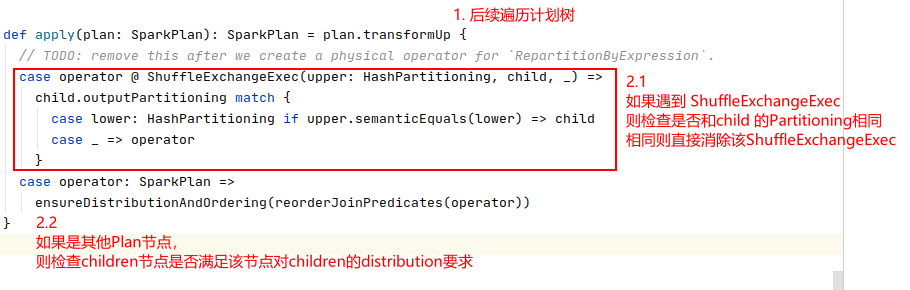 1. 后续遍历计划树
def apply(plan: SparkPlan): SparkPlan = plan.transformUp {
// TODO: remove this after we create a physical operator for `RepartitionByExpression`.
case operator @ ShuffleExchangeExec(upper: HashPartitioning, child, _) =>
child.outputPartitioning match {
case lower: HashPartitioning if upper.semanticEquals(lower) => child
case _ => operator
}
2.1
如果遇到 ShuffleExchangeExec
则检查是否和child 的Partitioning相同
相同则直接消除该ShuffleExchangeExec
case operator: SparkPlan =>
ensureDistributionAndOrdering(reorderJoinPredicates(operator))
}
2.2
如果是其他Plan节点，
则检查children节点是否满足该节点对children的distribution要求